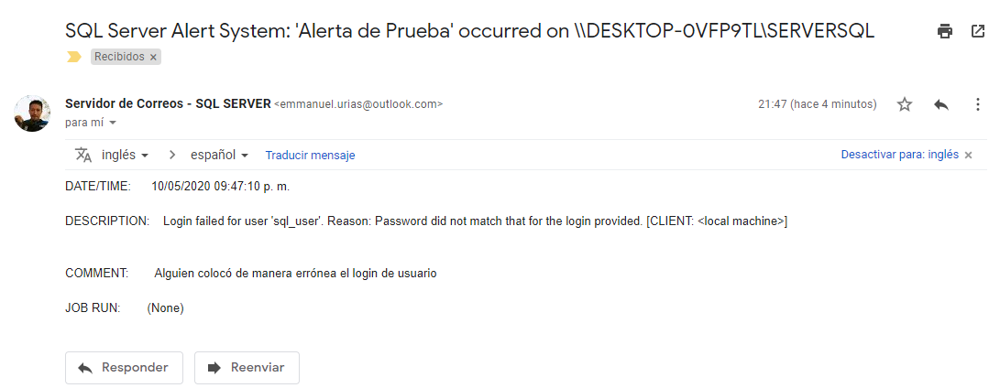 SQL Server Alert System: 'Alerta de Prueba' occurred on \\DESKTOP-0VFP9TL\SERVERSQL
Recibidos ×
Servidor de Correos - SQL SERVER <emmanuel.urias@outlook.com> 21:47 (hace 4 minutos)
para mí
inglés > español Traducir mensaje Desactivar para: inglés ×
DATE/TIME: 10/05/2020 09:47:10 p. m.
DESCRIPTION: Login failed for user 'sql_user'. Reason: Password did not match that for the login provided. [CLIENT: <local machine>]
COMMENT: Alguien colocó de manera errónea el login de usuario
JOB RUN: (None)
Responder Reenviar